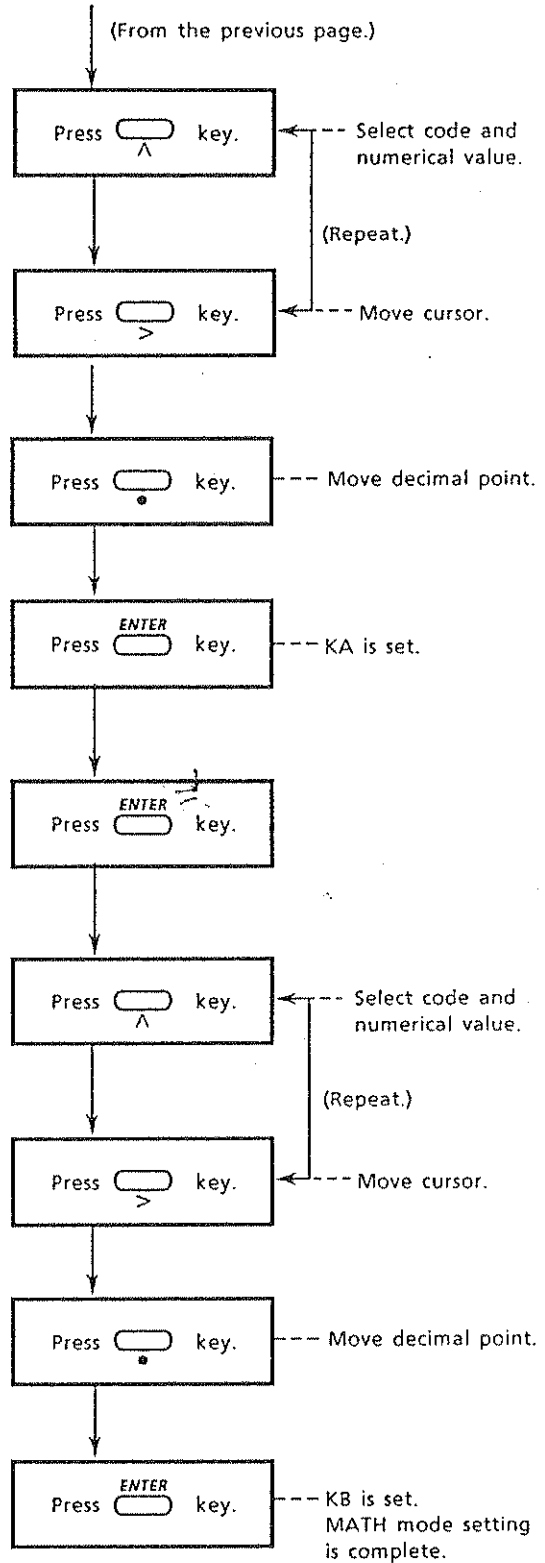 (From the previous page.)
Press ∧ key.
Select code and
numerical value.
(Repeat.)
Press > key.
Move cursor.
Press • key.
Move decimal point.
ENTER
Press key.
KA is set.
ENTER
Press key.
Press ∧ key.
Select code and
numerical value.
(Repeat.)
Press > key.
Move cursor.
Press • key.
Move decimal point.
ENTER
Press key.
KB is set.
MATH mode setting
is complete.